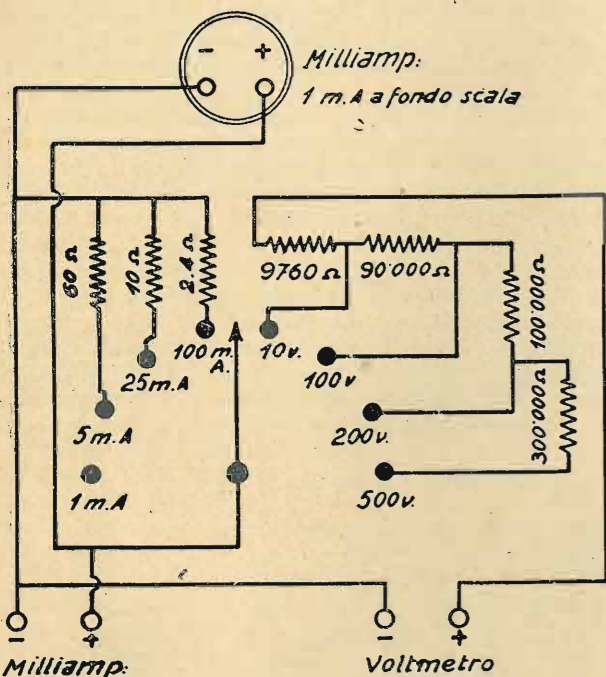 - +
Milliamp:
1 m.A a fondo scala
60 Ω
10 Ω
2.4 Ω
9760 Ω
90'000 Ω
100'000 Ω
300'000 Ω
100 m.
A.
10 v.
25 m.A
100 v
5 m.A
200 v.
1 m.A
500 v.
- +
- +
Milliamp:
Voltmetro